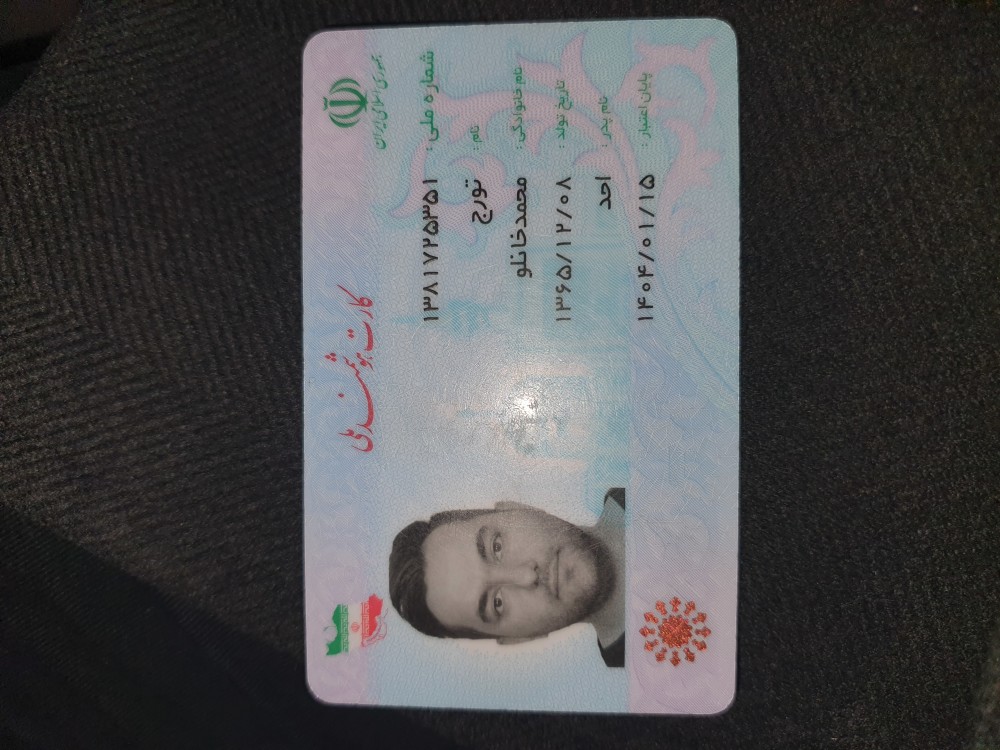 جمهوری اسلامی ایران
کارت هوشمند ملی
شماره ملی: ۱۳۸۱۷۲۵۳۵۱
نام: تورج
نام خانوادگی: محمدخانلو
تاریخ تولد: ۱۳۶۵/۱۲/۰۸
نام پدر: احد
پایان اعتبار: ۱۴۰۴/۰۱/۱۵